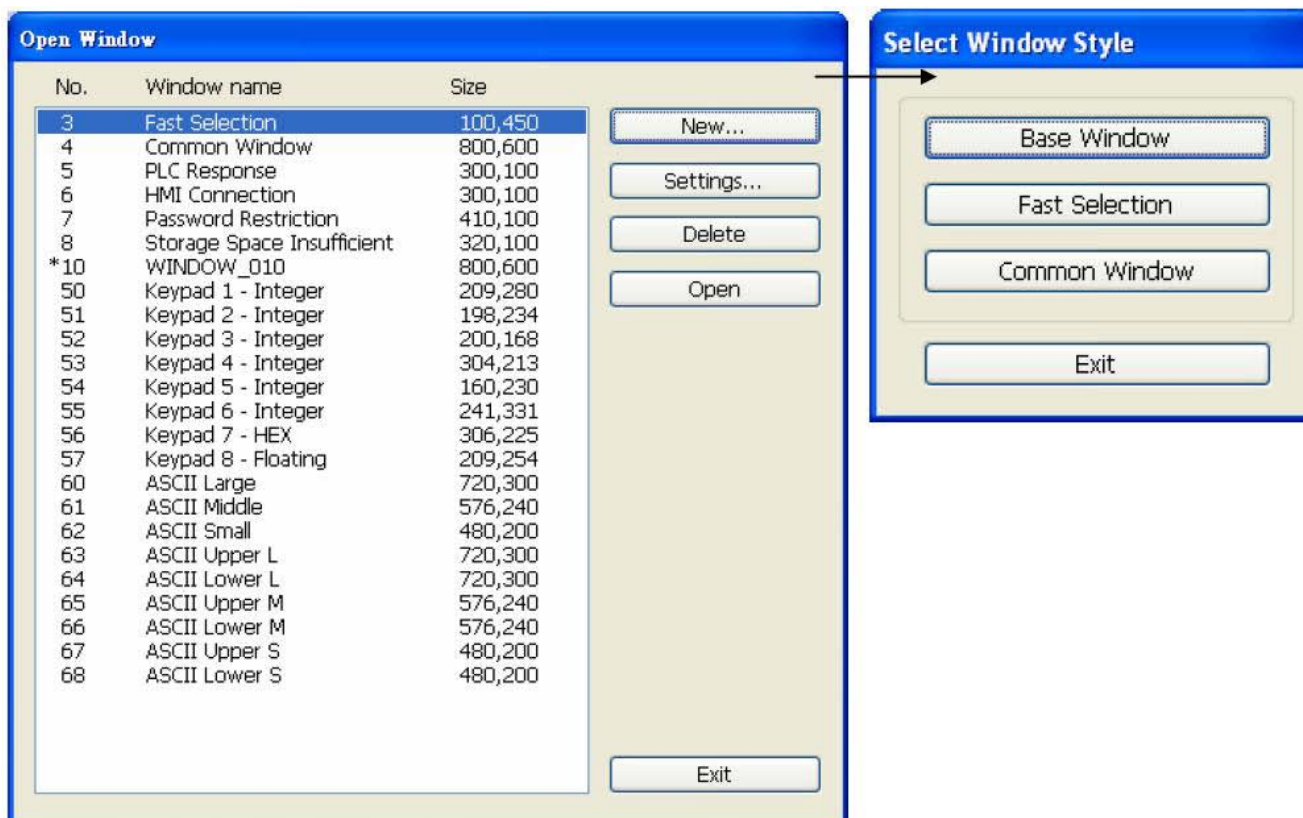 Open Window
No. Window name Size
3 Fast Selection 100,450
4 Common Window 800,600
5 PLC Response 300,100
6 HMI Connection 300,100
7 Password Restriction 410,100
8 Storage Space Insufficient 320,100
*10 WINDOW_010 800,600
50 Keypad 1 - Integer 209,280
51 Keypad 2 - Integer 198,234
52 Keypad 3 - Integer 200,168
53 Keypad 4 - Integer 304,213
54 Keypad 5 - Integer 160,230
55 Keypad 6 - Integer 241,331
56 Keypad 7 - HEX 306,225
57 Keypad 8 - Floating 209,254
60 ASCII Large 720,300
61 ASCII Middle 576,240
62 ASCII Small 480,200
63 ASCII Upper L 720,300
64 ASCII Lower L 720,300
65 ASCII Upper M 576,240
66 ASCII Lower M 576,240
67 ASCII Upper S 480,200
68 ASCII Lower S 480,200
New...
Settings...
Delete
Open
Exit
Select Window Style
Base Window
Fast Selection
Common Window
Exit